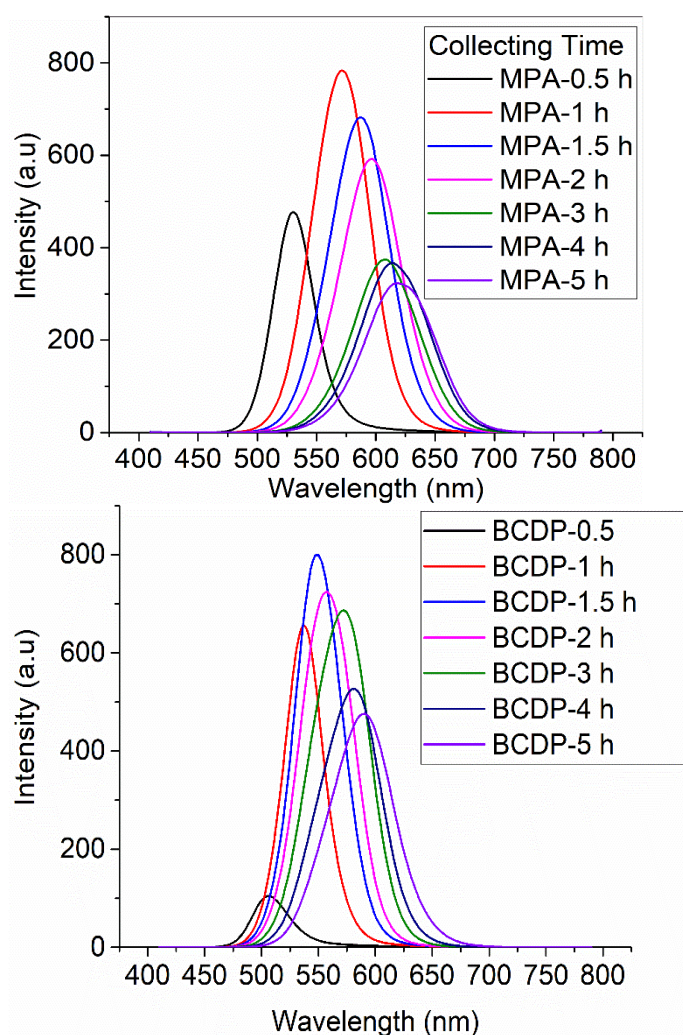 Collecting Time
MPA-0.5 h
MPA-1 h
MPA-1.5 h
MPA-2 h
MPA-3 h
MPA-4 h
MPA-5 h
Intensity (a.u)
800
600
400
200
0
400 450 500 550 600 650 700 750 800
Wavelength (nm)
BCDP-0.5
BCDP-1 h
BCDP-1.5 h
BCDP-2 h
BCDP-3 h
BCDP-4 h
BCDP-5 h
Intensity (a.u)
800
600
400
200
0
400 450 500 550 600 650 700 750 800
Wavelength (nm)